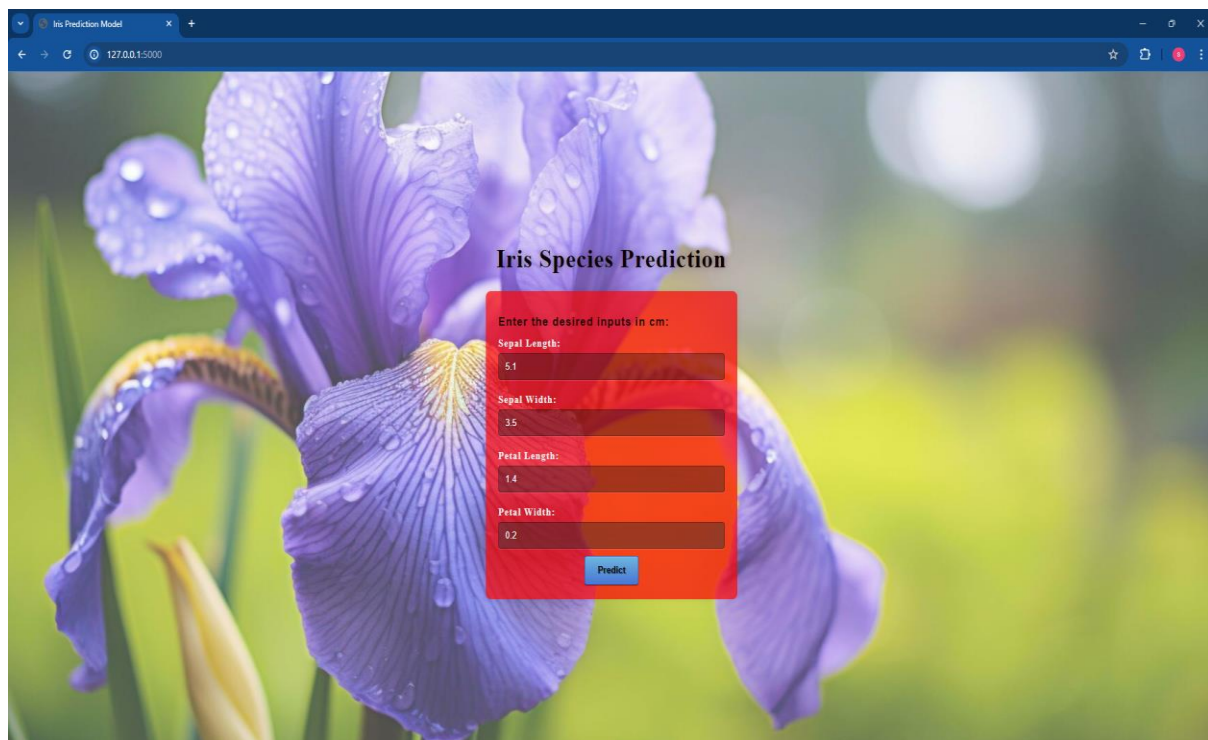 Iris Prediction Model
127.0.0.1:5000
Iris Species Prediction
Enter the desired inputs in cm:
Sepal Length:
5.1
Sepal Width:
3.5
Petal Length:
1.4
Petal Width:
0.2
Predict